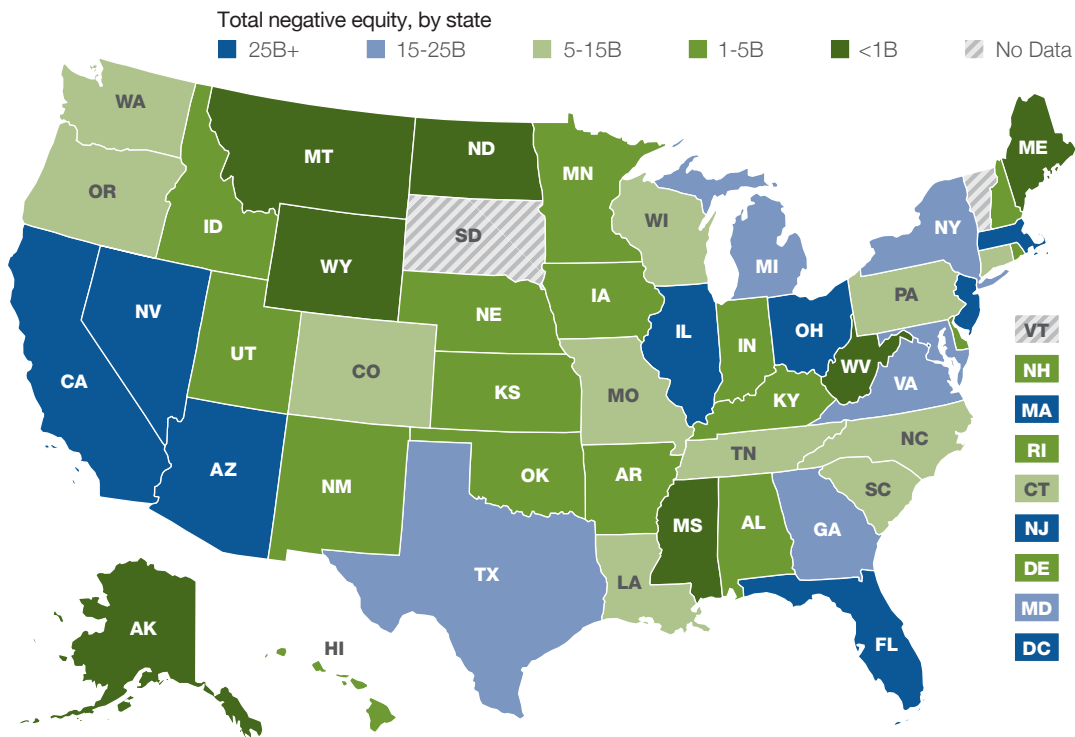 Total negative equity, by state
25B+ 15-25B 5-15B 1-5B <1B No Data
WA
MT
ND
MN
ME
OR
ID
SD
WI
NY
WY
MI
NV
NE
IA
PA
CA
UT
CO
IL
IN
OH
VT
KS
MO
WV
VA
NH
KY
MA
AZ
NM
OK
AR
TN
NC
RI
SC
CT
MS
AL
GA
NJ
TX
LA
DE
AK
HI
FL
MD
DC